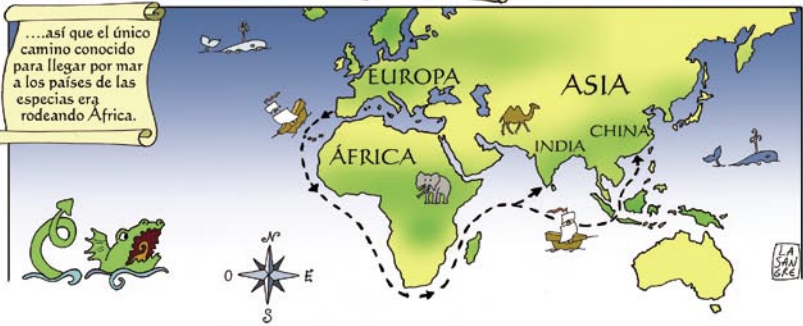 ....así que el único
camino conocido
para llegar por mar
a los países de las
especias era
rodeando África.
EUROPA
ASIA
CHINA
INDIA
ÁFRICA
N
O
E
S
LA
SAN
GRE